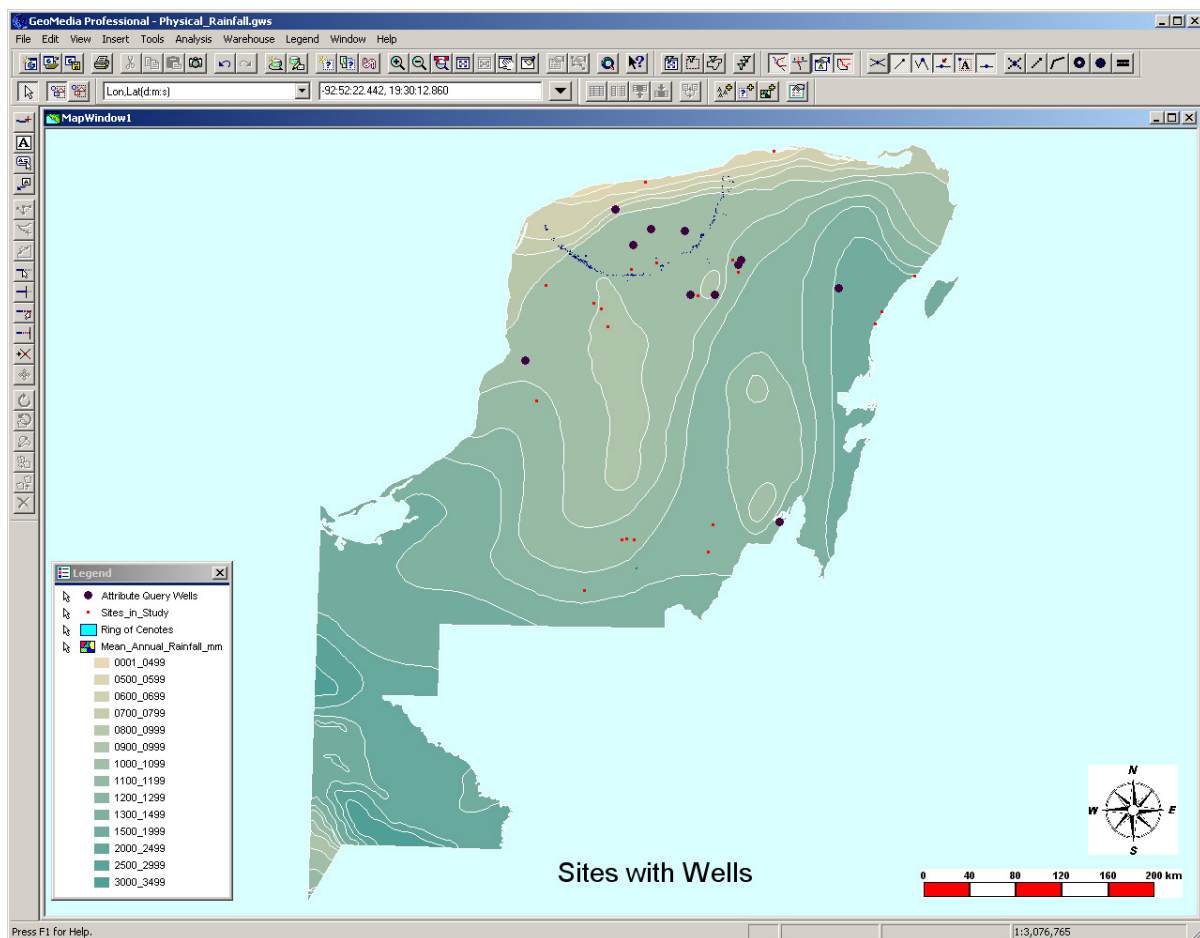 GeoMedia Professional - Physical_Rainfall.gws
File Edit View Insert Tools Analysis Warehouse Legend Window Help
Lon,Lat(d:m:s) -92:52:22.442, 19:30:12.860
MapWindow1
Legend
Attribute Query Wells
Sites_in_Study
Ring of Cenotes
Mean_Annual_Rainfall_mm
0001_0499
0500_0599
0600_0699
0700_0799
0800_0999
0900_0999
1000_1099
1100_1199
1200_1299
1300_1499
1500_1999
2000_2499
2500_2999
3000_3499
Sites with Wells
N
W E
S
0 40 80 120 160 200 km
Press F1 for Help. 1:3,076,765